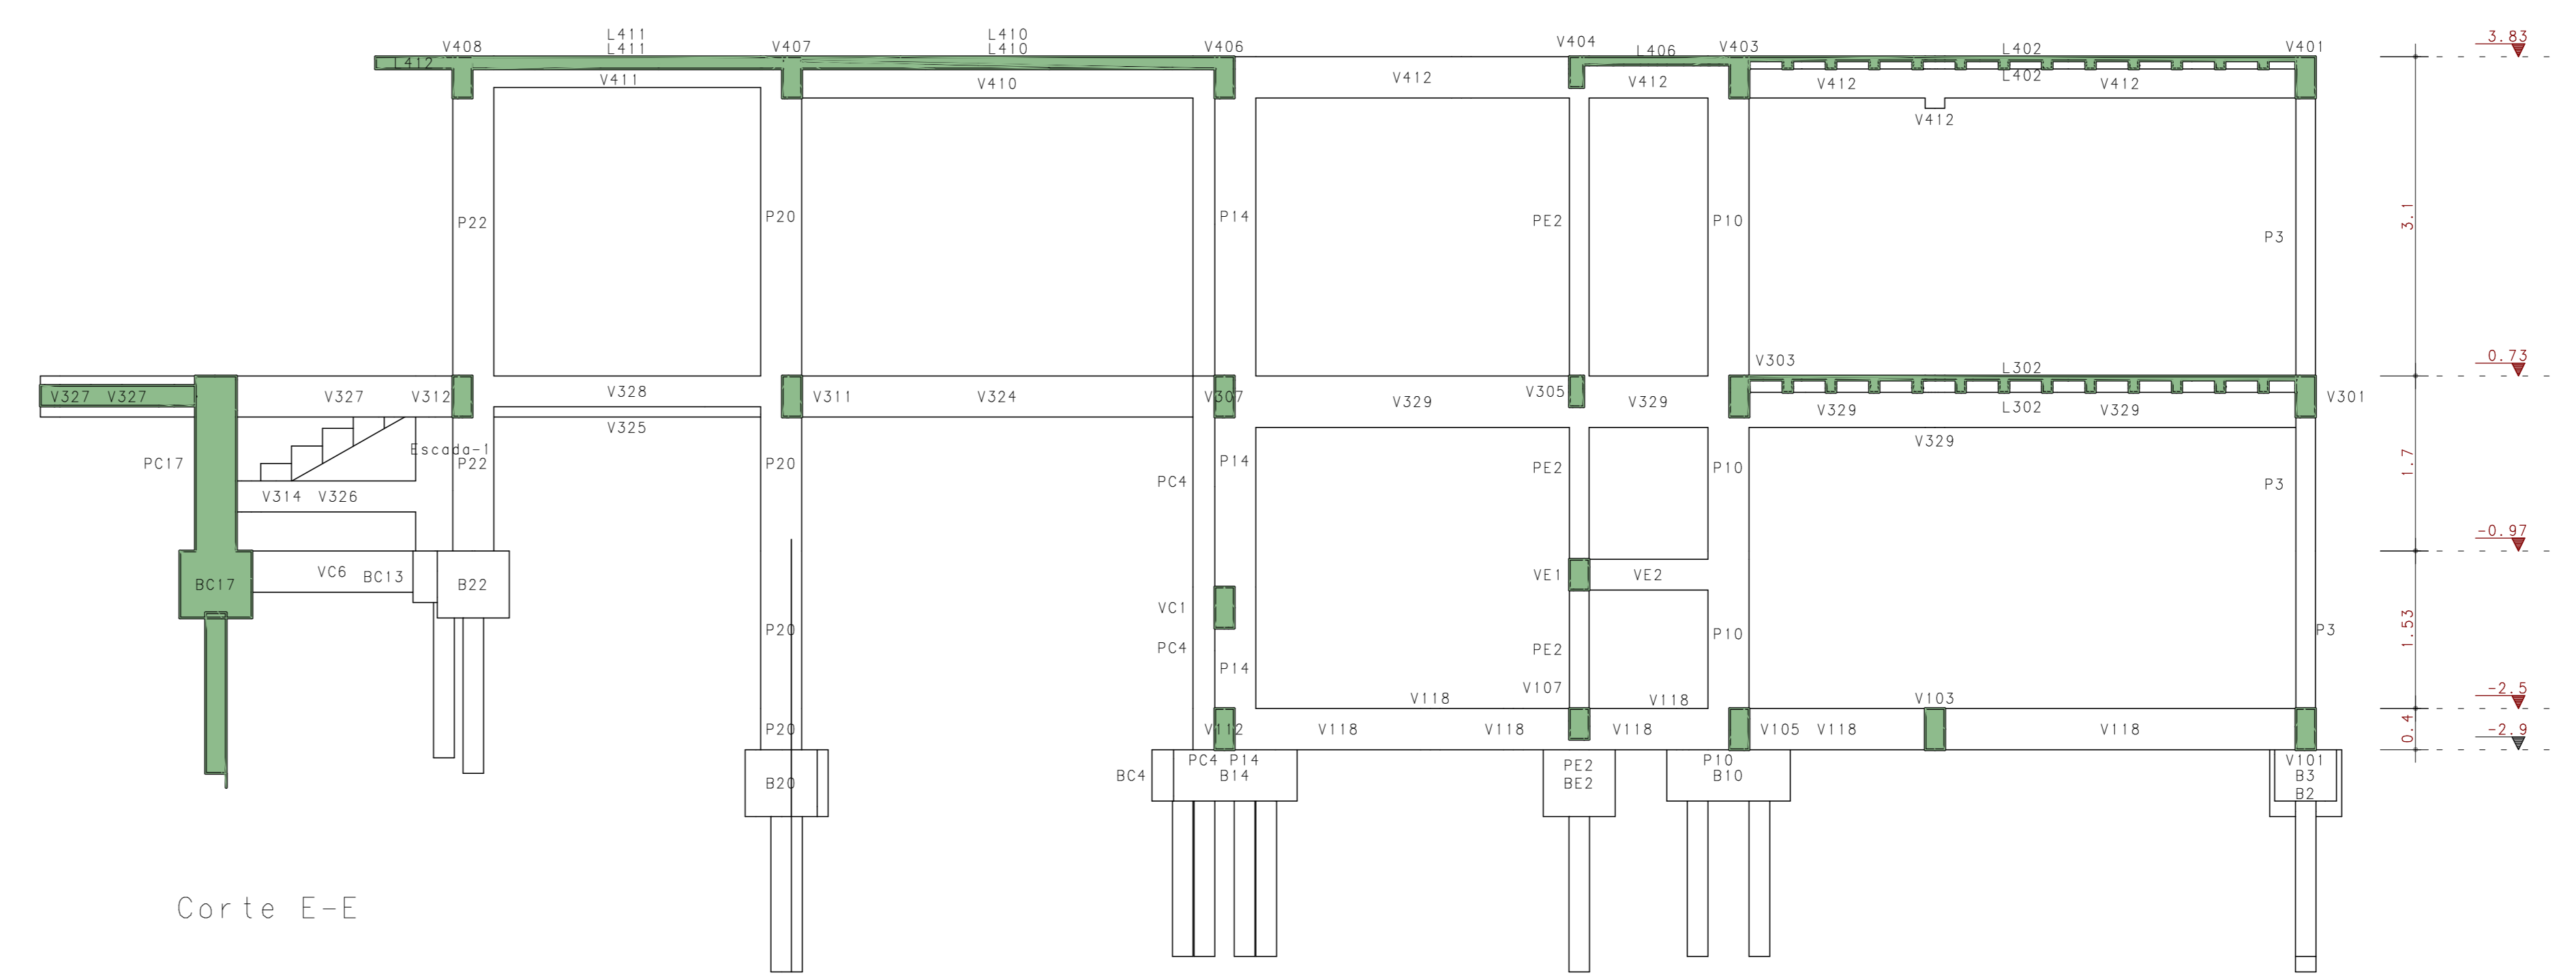 L411
L410
V408
L411
V407
L410
V406
V404
L406
V403
L402
V401
3.83
L412
V411
V410
V412
V412
V412
L402
V412
V412
3.1
P22
P20
P14
PE2
P10
P3
0.73
V303
L302
V327
V327
V327
V312
V328
V311
V324
V307
V329
V305
V329
V329
L302
V329
V301
V325
V329
Escada-1
PC17
P22
P20
PC4
P14
PE2
P10
P3
1.7
V314
V326
-0.97
BC17
VC6
BC13
B22
VE1
VE2
VC1
P20
PC4
P14
PE2
P10
P3
1.53
V107
V118
V118
V103
-2.5
P20
V112
V118
V118
V118
V105
V118
V118
0.4
-2.9
B20
BC4
PC4
P14
B14
PE2
BE2
P10
B10
V101
B3
B2
Corte E-E